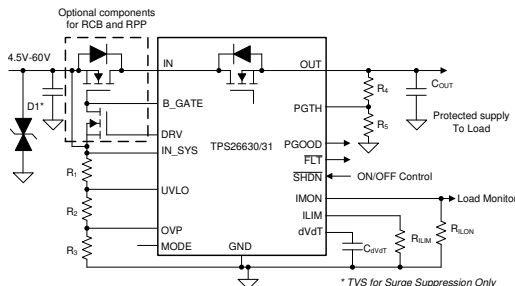 Optional components
for RCB and RPP
4.5V-60V
IN
OUT
D1*
R4
COUT
B_GATE
PGTH
Protected supply
To Load
R5
DRV
TPS26630/31
PGOOD
IN_SYS
FLT
R1
SHDN
ON/OFF Control
UVLO
IMON
Load Monitor
R2
ILIM
OVP
dVdT
RILIM
RILON
R3
MODE
GND
CdVdT
* TVS for Surge Suppression Only